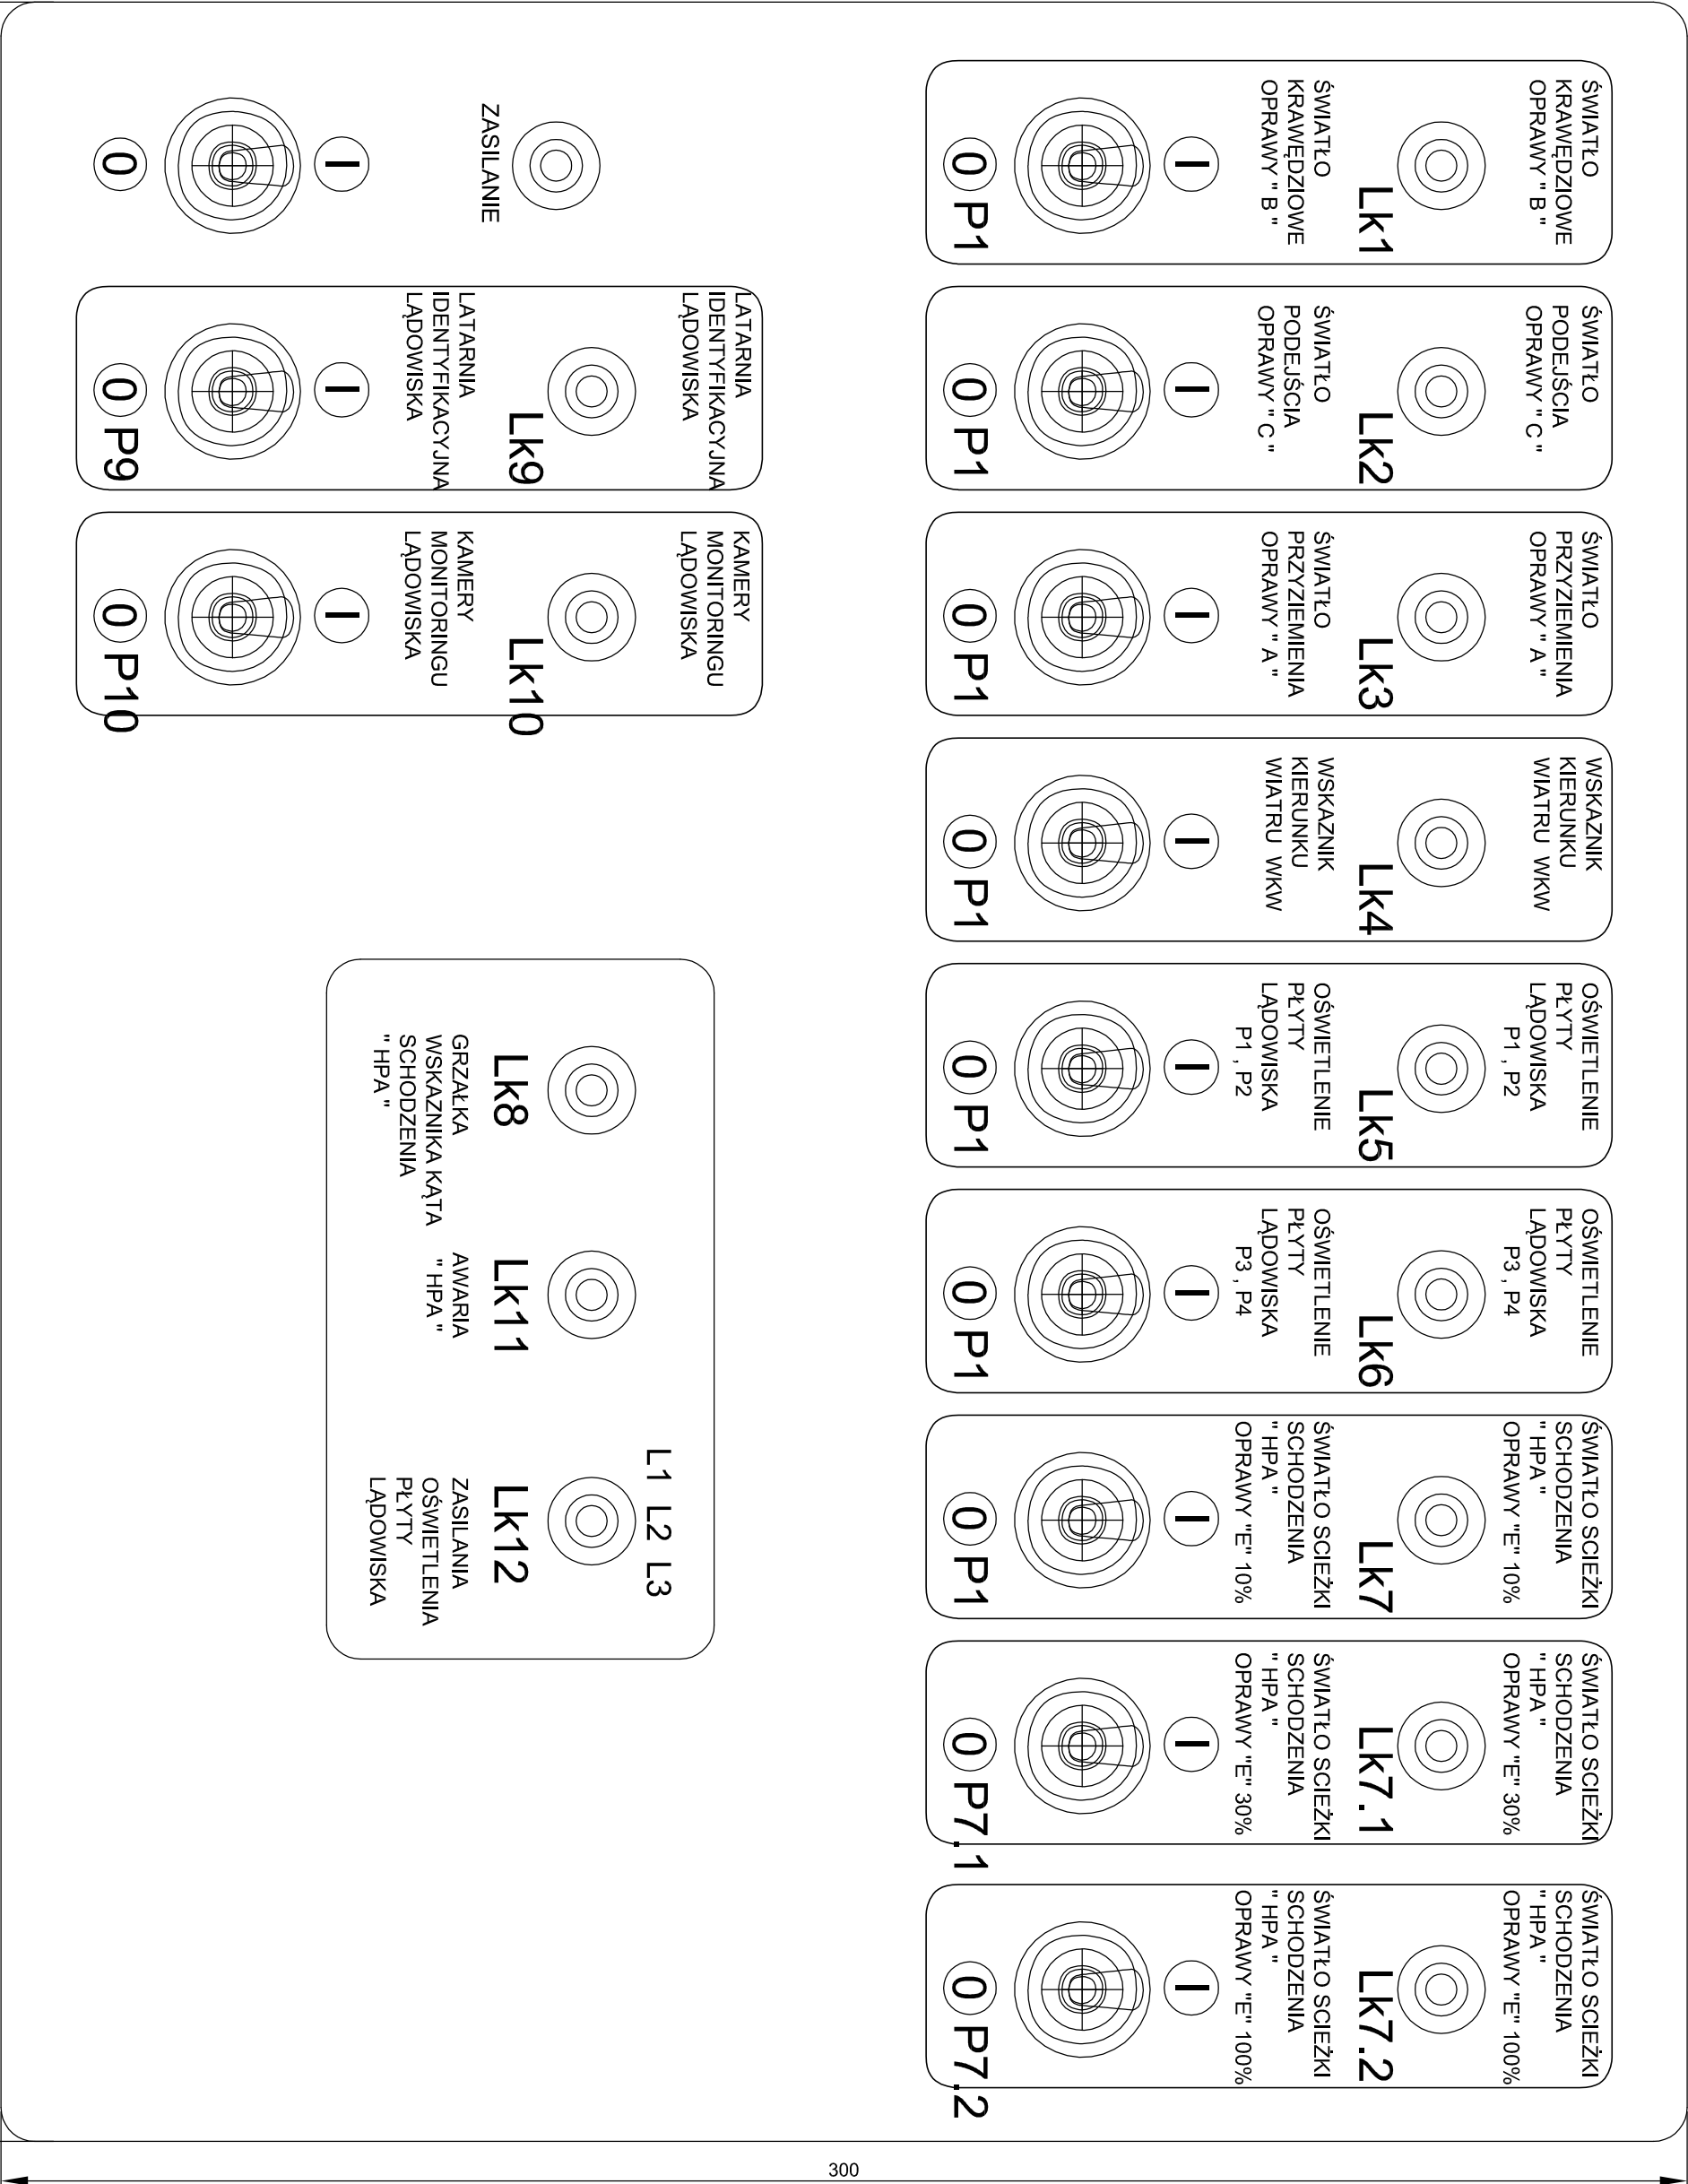 ŚWIATŁO
KRAWĘDZIOWE
OPRAWY " B "
Lk1
ŚWIATŁO
KRAWĘDZIOWE
OPRAWY " B "
I
0 P1
ŚWIATŁO
PODEJŚCIA
OPRAWY " C "
Lk2
ŚWIATŁO
PODEJŚCIA
OPRAWY " C "
I
0 P1
ŚWIATŁO
PRZYZIEMIENIA
OPRAWY " A "
Lk3
ŚWIATŁO
PRZYZIEMIENIA
OPRAWY " A "
I
0 P1
WSKAZNIK
KIERUNKU
WIATRU WKW
Lk4
WSKAZNIK
KIERUNKU
WIATRU WKW
I
0 P1
OŚWIETLENIE
PŁYTY
LĄDOWISKA
P1 , P2
Lk5
OŚWIETLENIE
PŁYTY
LĄDOWISKA
P1 , P2
I
0 P1
OŚWIETLENIE
PŁYTY
LĄDOWISKA
P3 , P4
Lk6
OŚWIETLENIE
PŁYTY
LĄDOWISKA
P3 , P4
I
0 P1
ŚWIATŁO SCIEŻKI
SCHODZENIA
" HPA "
OPRAWY "E" 10%
Lk7
ŚWIATŁO SCIEŻKI
SCHODZENIA
" HPA "
OPRAWY "E" 10%
I
0 P1
ŚWIATŁO SCIEŻKI
SCHODZENIA
" HPA "
OPRAWY "E" 30%
Lk7.1
ŚWIATŁO SCIEŻKI
SCHODZENIA
" HPA "
OPRAWY "E" 30%
I
0 P7.1
ŚWIATŁO SCIEŻKI
SCHODZENIA
" HPA "
OPRAWY "E" 100%
Lk7.2
ŚWIATŁO SCIEŻKI
SCHODZENIA
" HPA "
OPRAWY "E" 100%
I
0 P7.2
ZASILANIE
I
0
LATARNIA
IDENTYFIKACYJNA
LĄDOWISKA
Lk9
LATARNIA
IDENTYFIKACYJNA
LĄDOWISKA
I
0 P9
KAMERY
MONITORINGU
LĄDOWISKA
Lk10
KAMERY
MONITORINGU
LĄDOWISKA
I
0 P10
Lk8
GRZAŁKA
WSKAZNIKA KĄTA
SCHODZENIA
" HPA "
Lk11
AWARIA
" HPA "
L1 L2 L3
Lk12
ZASILANIA
OŚWIETLENIA
PŁYTY
LĄDOWISKA
300